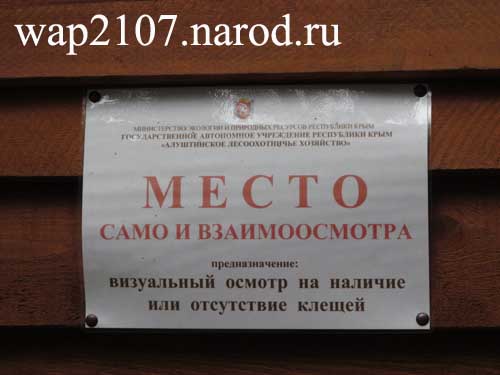 wap2107.narod.ru
МИНИСТЕРСТВО ЭКОЛОГИИ И ПРИРОДНЫХ РЕСУРСОВ РЕСПУБЛИКИ КРЫМ
ГОСУДАРСТВЕННОЕ АВТОНОМНОЕ УЧРЕЖДЕНИЕ РЕСПУБЛИКИ КРЫМ
«АЛУШТИНСКОЕ ЛЕСООХОТНИЧЬЕ ХОЗЯЙСТВО»
МЕСТО
САМО И ВЗАИМООСМОТРА
предназначение:
визуальный осмотр на наличие
или отсутствие клещей